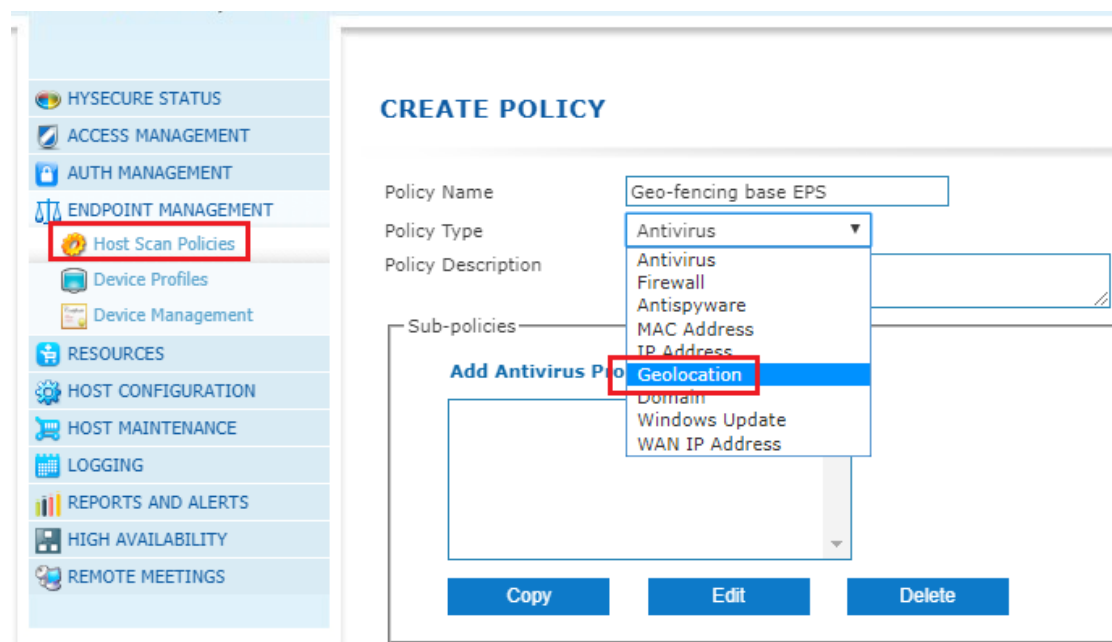 HYSECURE STATUS
ACCESS MANAGEMENT
AUTH MANAGEMENT
ENDPOINT MANAGEMENT
Host Scan Policies
Device Profiles
Device Management
RESOURCES
HOST CONFIGURATION
HOST MAINTENANCE
LOGGING
REPORTS AND ALERTS
HIGH AVAILABILITY
REMOTE MEETINGS
CREATE POLICY
Policy Name Geo-fencing base EPS
Policy Type Antivirus
Policy Description
Antivirus
Firewall
Antispyware
MAC Address
IP Address
Geolocation
Domain
Windows Update
WAN IP Address
Sub-policies
Add Antivirus Pro
Copy Edit Delete